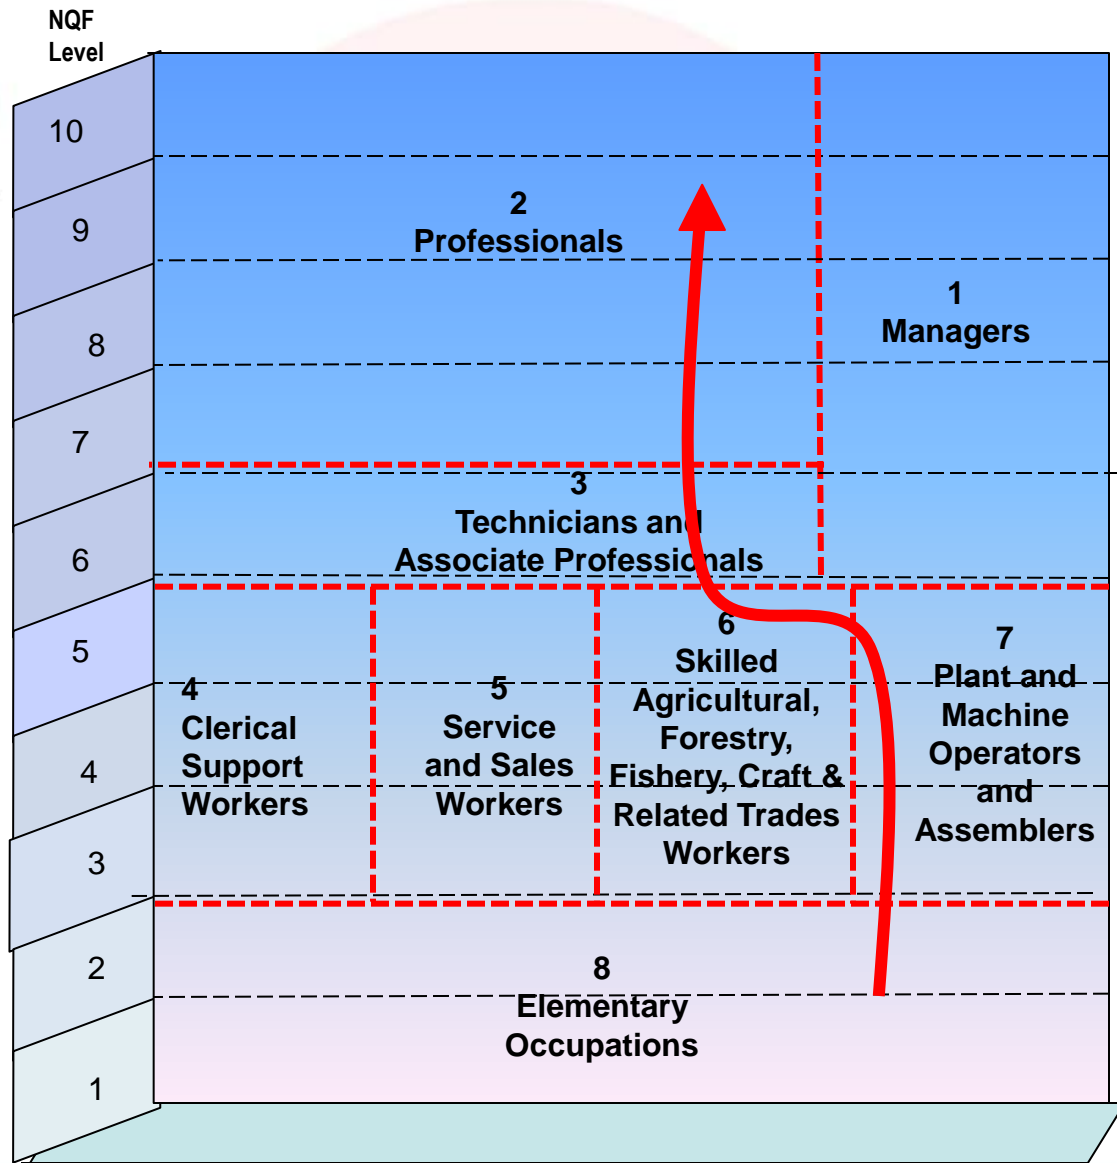 NQF
Level
10
9
8
7
6
5
4
3
2
1
2
Professionals
1
Managers
3
Technicians and
Associate Professionals
4
Clerical
Support
Workers
5
Service
and Sales
Workers
6
Skilled
Agricultural,
Forestry,
Fishery, Craft &
Related Trades
Workers
7
Plant and
Machine
Operators
and
Assemblers
8
Elementary
Occupations